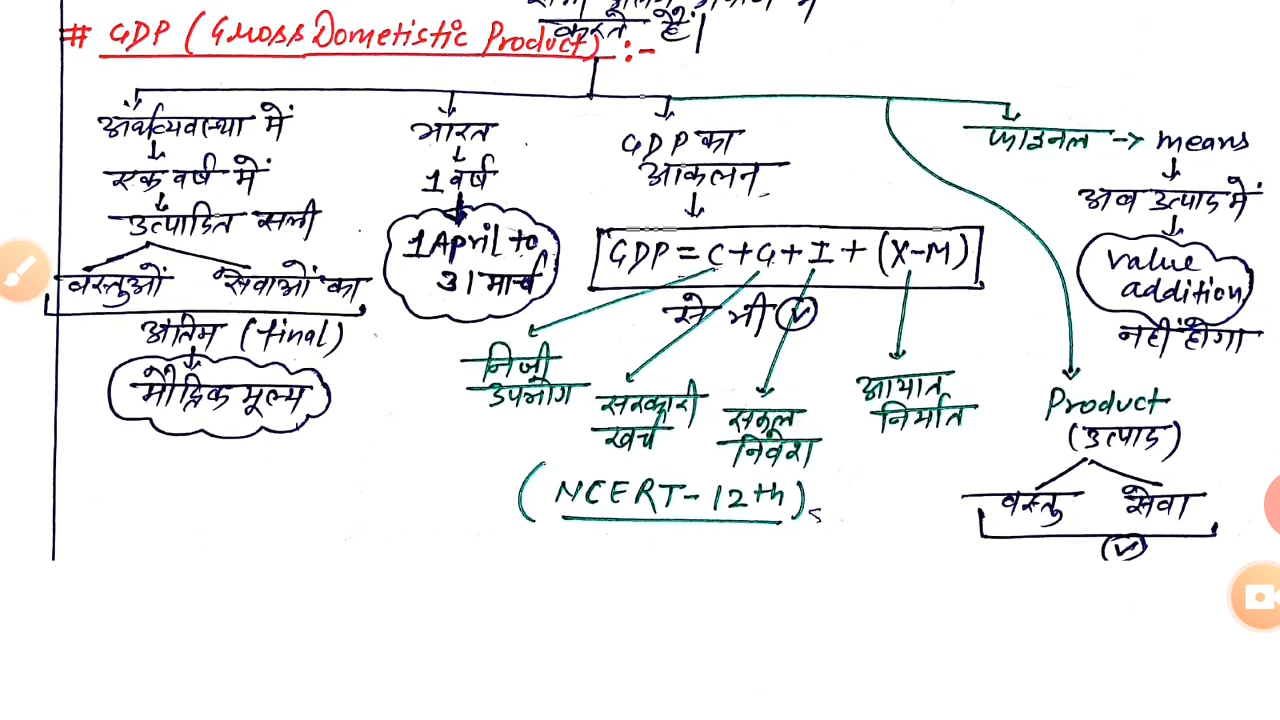 करते हैं|
# GDP (Gross Dometistic Product) :-
अर्थव्यवस्था में
एक वर्ष में
उत्पादित सभी
वस्तुओं सेवाओं का
अंतिम (final)
मौद्रिक मूल्य
भारत
1 वर्ष
1 April to
31 मार्च
GDP का
आकलन
GDP = C+G+I+(X-M)
से भी
निजी
उपभोग
सरकारी
खर्च
सकल
निवेश
आयात
निर्यात
(NCERT-12th)
फाइनल → means
अब उत्पाद में
value
addition
नहीं होगा
Product
(उत्पाद)
वस्तु सेवा